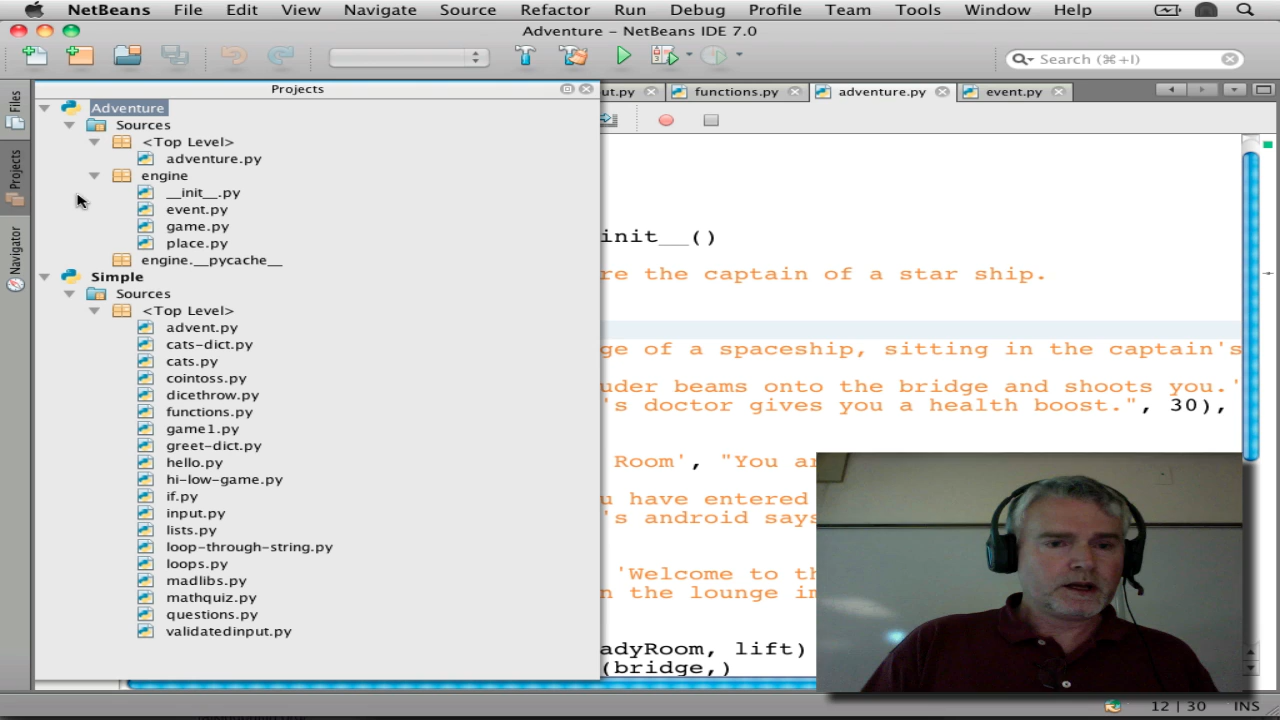 NetBeans File Edit View Navigate Source Refactor Run Debug Profile Team Tools Window Help
Adventure – NetBeans IDE 7.0
Search (⌘+I)
Projects
ut.py functions.py adventure.py event.py
Files
Projects
Navigator
Adventure
Sources
<Top Level>
adventure.py
engine
__init__.py
event.py
game.py
place.py
engine.__pycache__
Simple
Sources
<Top Level>
advent.py
cats-dict.py
cats.py
cointoss.py
dicethrow.py
functions.py
game1.py
greet-dict.py
hello.py
hi-low-game.py
if.py
input.py
lists.py
loop-through-string.py
loops.py
madlibs.py
mathquiz.py
questions.py
validatedinput.py
init__()
re the captain of a star ship.
ge of a spaceship, sitting in the captain's
uder beams onto the bridge and shoots you.'
's doctor gives you a health boost.", 30),
Room', "You ar
u have entered
's android says
'Welcome to th
n the lounge im
adyRoom, lift)
(bridge,)
12 | 30 INS